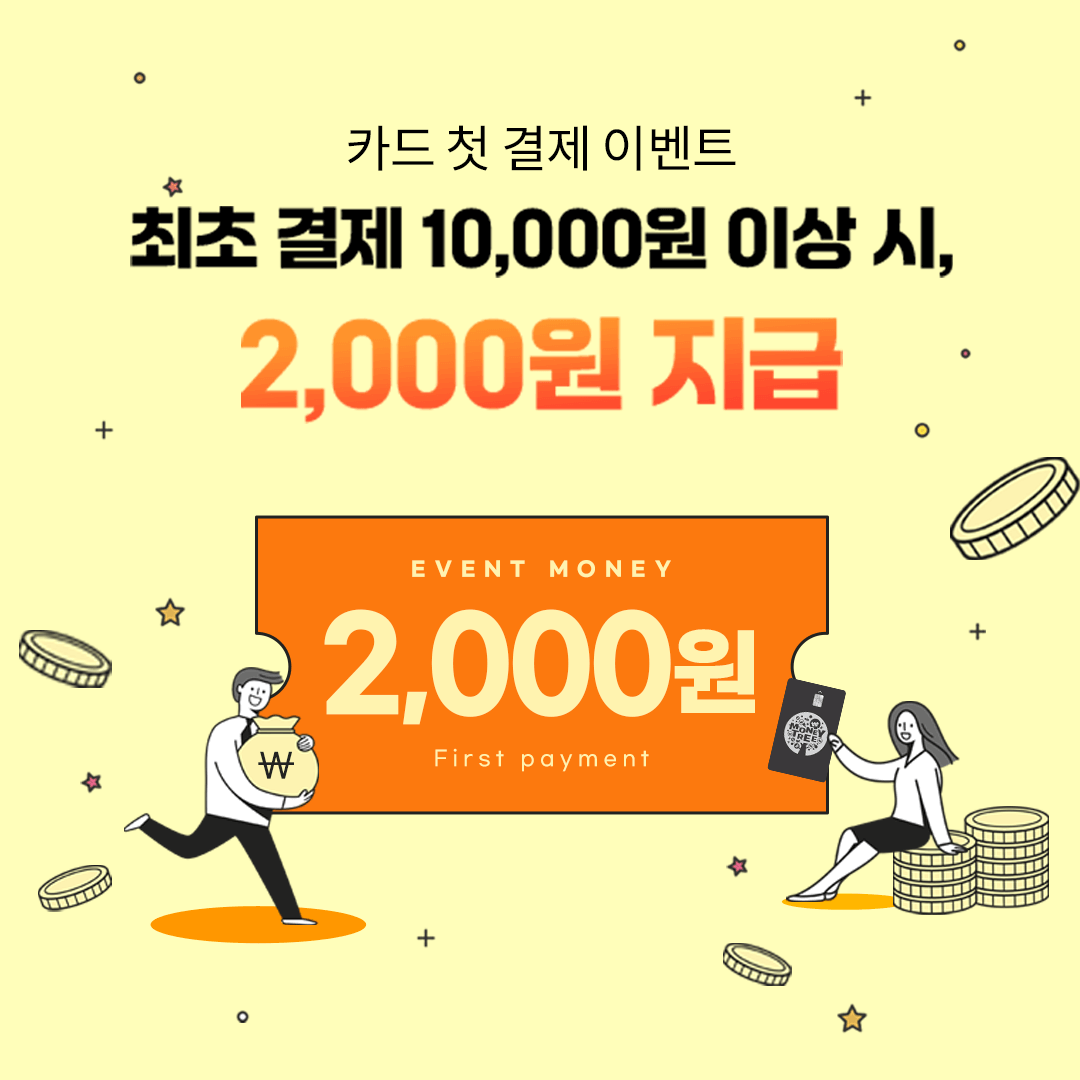 카드 첫 결제 이벤트
최초 결제 10,000원 이상 시,
2,000원 지급
EVENT MONEY
2,000원
First payment
₩
MONEY
TREE